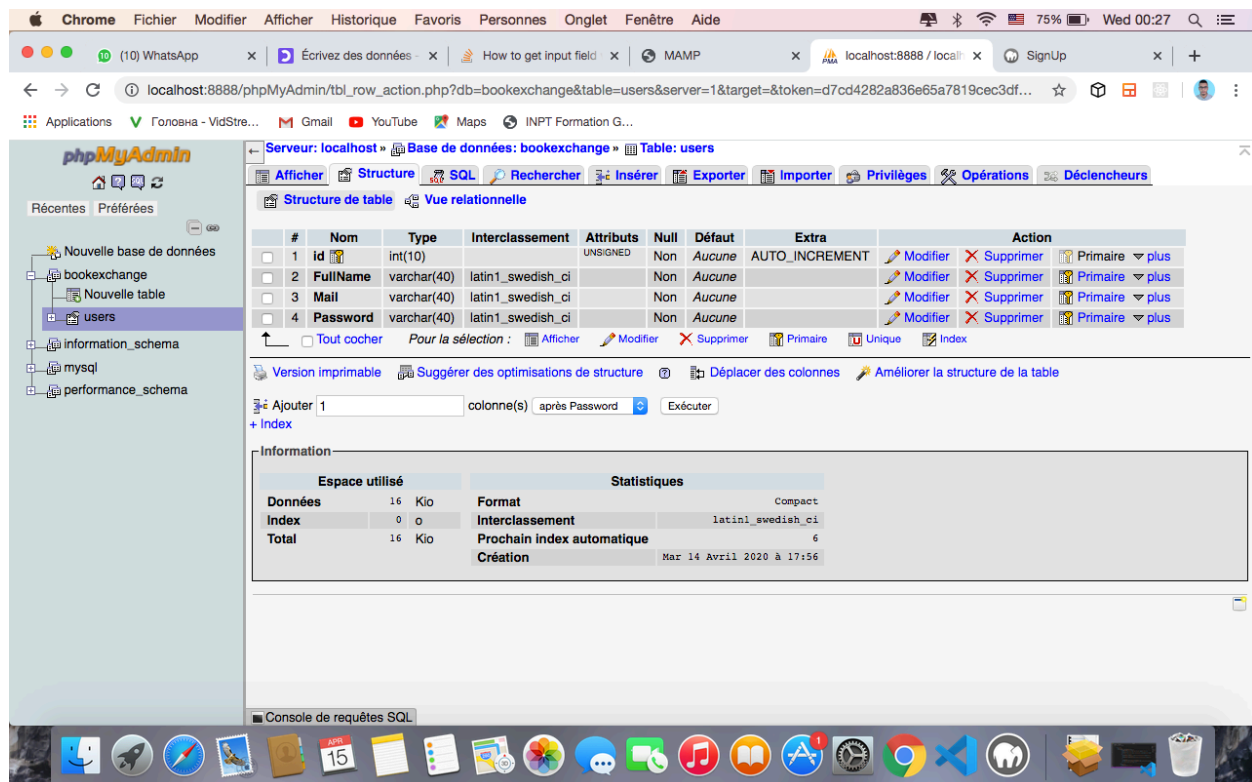 Chrome Fichier Modifier Afficher Historique Favoris Personnes Onglet Fenêtre Aide 75% Wed 00:27
(10) WhatsApp Écrivez des données - How to get input field MAMP localhost:8888 / localh SignUp
localhost:8888/phpMyAdmin/tbl_row_action.php?db=bookexchange&table=users&server=1&target=&token=d7cd4282a836e65a7819cec3df...
Applications Головна - VidStre... Gmail YouTube Maps INPT Formation G...
phpMyAdmin
Récentes Préférées
Nouvelle base de données
bookexchange
Nouvelle table
users
information_schema
mysql
performance_schema
Serveur: localhost » Base de données: bookexchange » Table: users
Afficher Structure SQL Rechercher Insérer Exporter Importer Privilèges Opérations Déclencheurs
Structure de table Vue relationnelle
# Nom Type Interclassement Attributs Null Défaut Extra Action
1 id int(10) UNSIGNED Non Aucune AUTO_INCREMENT Modifier Supprimer Primaire plus
2 FullName varchar(40) latin1_swedish_ci Non Aucune Modifier Supprimer Primaire plus
3 Mail varchar(40) latin1_swedish_ci Non Aucune Modifier Supprimer Primaire plus
4 Password varchar(40) latin1_swedish_ci Non Aucune Modifier Supprimer Primaire plus
Tout cocher Pour la sélection : Afficher Modifier Supprimer Primaire Unique Index
Version imprimable Suggérer des optimisations de structure Déplacer des colonnes Améliorer la structure de la table
Ajouter 1 colonne(s) après Password Exécuter
+ Index
Information
Espace utilisé
Données 16 Kio
Index 0 o
Total 16 Kio
Statistiques
Format Compact
Interclassement latin1_swedish_ci
Prochain index automatique 6
Création Mar 14 Avril 2020 à 17:56
Console de requêtes SQL
APR
15
1